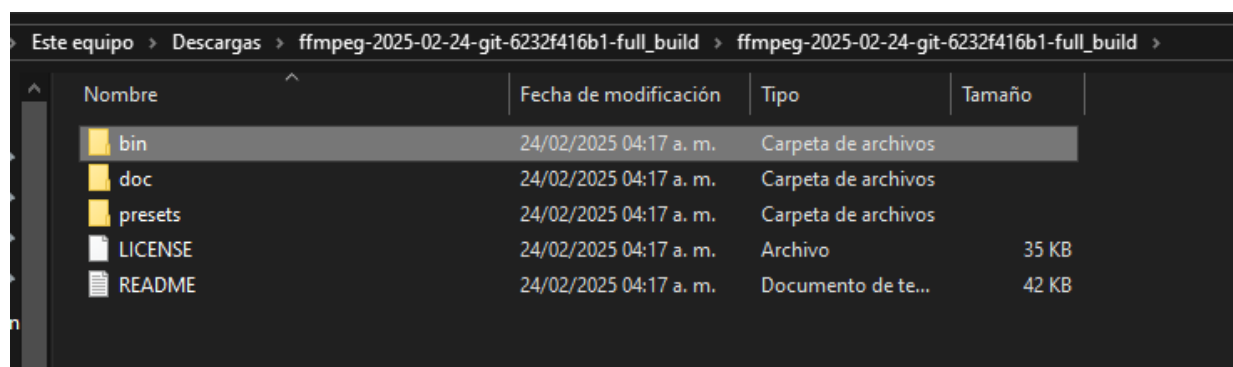 Este equipo > Descargas > ffmpeg-2025-02-24-git-6232f416b1-full_build > ffmpeg-2025-02-24-git-6232f416b1-full_build >
Nombre Fecha de modificación Tipo Tamaño
bin 24/02/2025 04:17 a. m. Carpeta de archivos
doc 24/02/2025 04:17 a. m. Carpeta de archivos
presets 24/02/2025 04:17 a. m. Carpeta de archivos
LICENSE 24/02/2025 04:17 a. m. Archivo 35 KB
README 24/02/2025 04:17 a. m. Documento de te... 42 KB
n